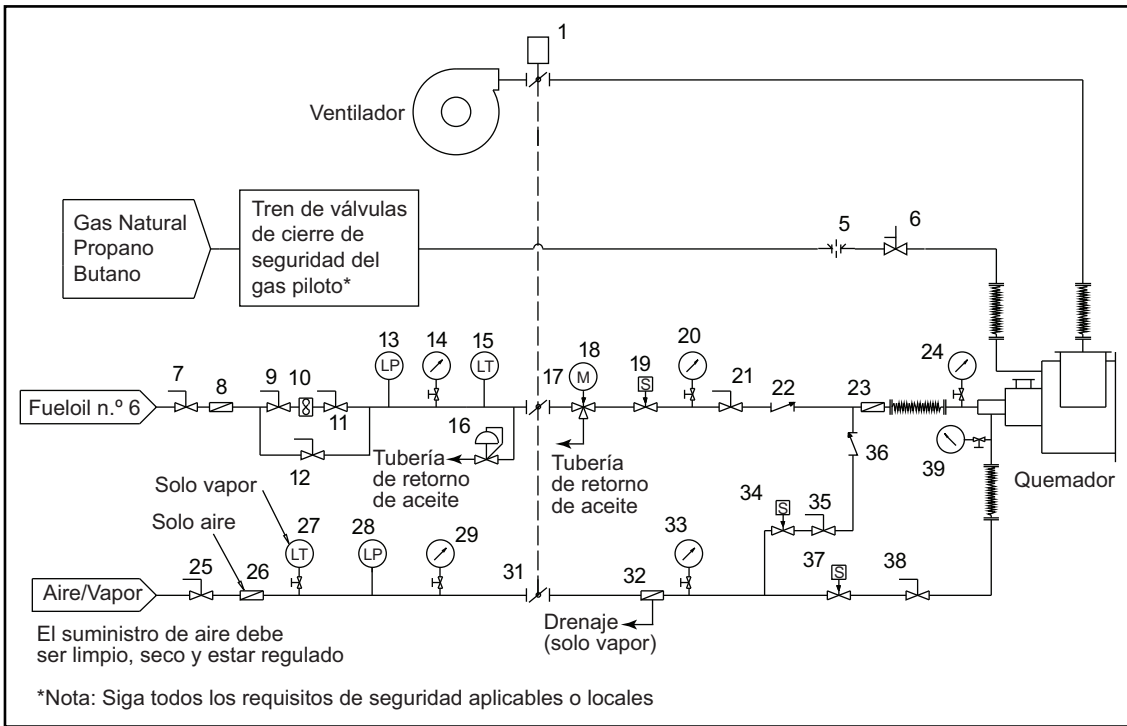 1
Ventilador
Gas Natural
Propano
Butano
Tren de válvulas
de cierre de
seguridad del
gas piloto*
5
6
7
8
9
10
11
12
13
LP
14
15
LT
16
17
18
M
19
S
20
21
22
23
24
Fueloil n.º 6
Tubería
de retorno
de aceite
Tubería
de retorno
de aceite
36
39
Quemador
Solo vapor
Solo aire
25
26
27
LT
28
LP
29
31
32
33
34
S
35
37
S
38
Aire/Vapor
Drenaje
(solo vapor)
El suministro de aire debe
ser limpio, seco y estar regulado
*Nota: Siga todos los requisitos de seguridad aplicables o locales